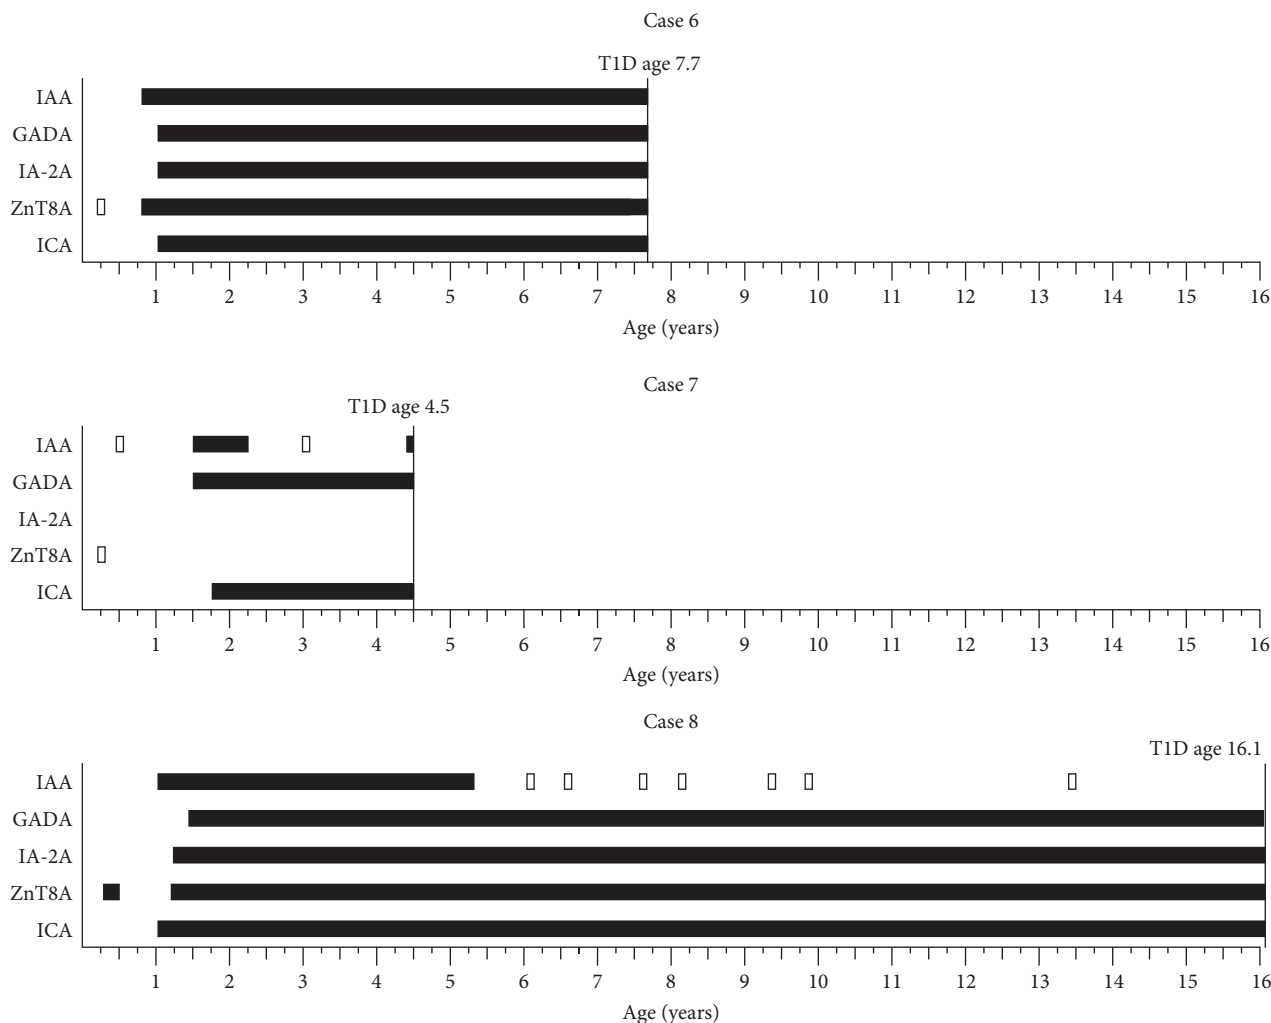 Case 6
T1D age 7.7
IAA
GADA
IA-2A
ZnT8A
ICA
1 2 3 4 5 6 7 8 9 10 11 12 13 14 15 16
Age (years)
Case 7
T1D age 4.5
IAA
GADA
IA-2A
ZnT8A
ICA
1 2 3 4 5 6 7 8 9 10 11 12 13 14 15 16
Age (years)
Case 8
T1D age 16.1
IAA
GADA
IA-2A
ZnT8A
ICA
1 2 3 4 5 6 7 8 9 10 11 12 13 14 15 16
Age (years)